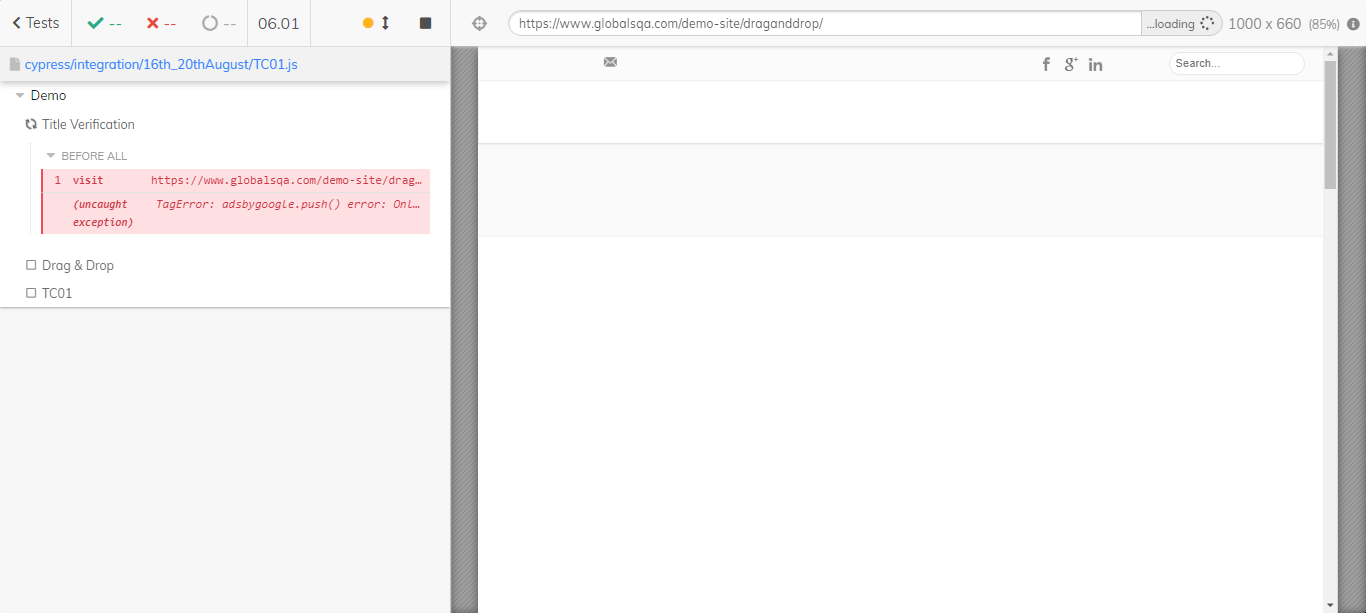 Tests -- -- -- 06.01 https://www.globalsqa.com/demo-site/draganddrop/ ...loading 1000 x 660 (85%)
cypress/integration/16th_20thAugust/TC01.js Search...
Demo
Title Verification
BEFORE ALL
1 visit https://www.globalsqa.com/demo-site/drag…
(uncaught exception) TagError: adsbygoogle.push() error: Onl…
Drag & Drop
TC01